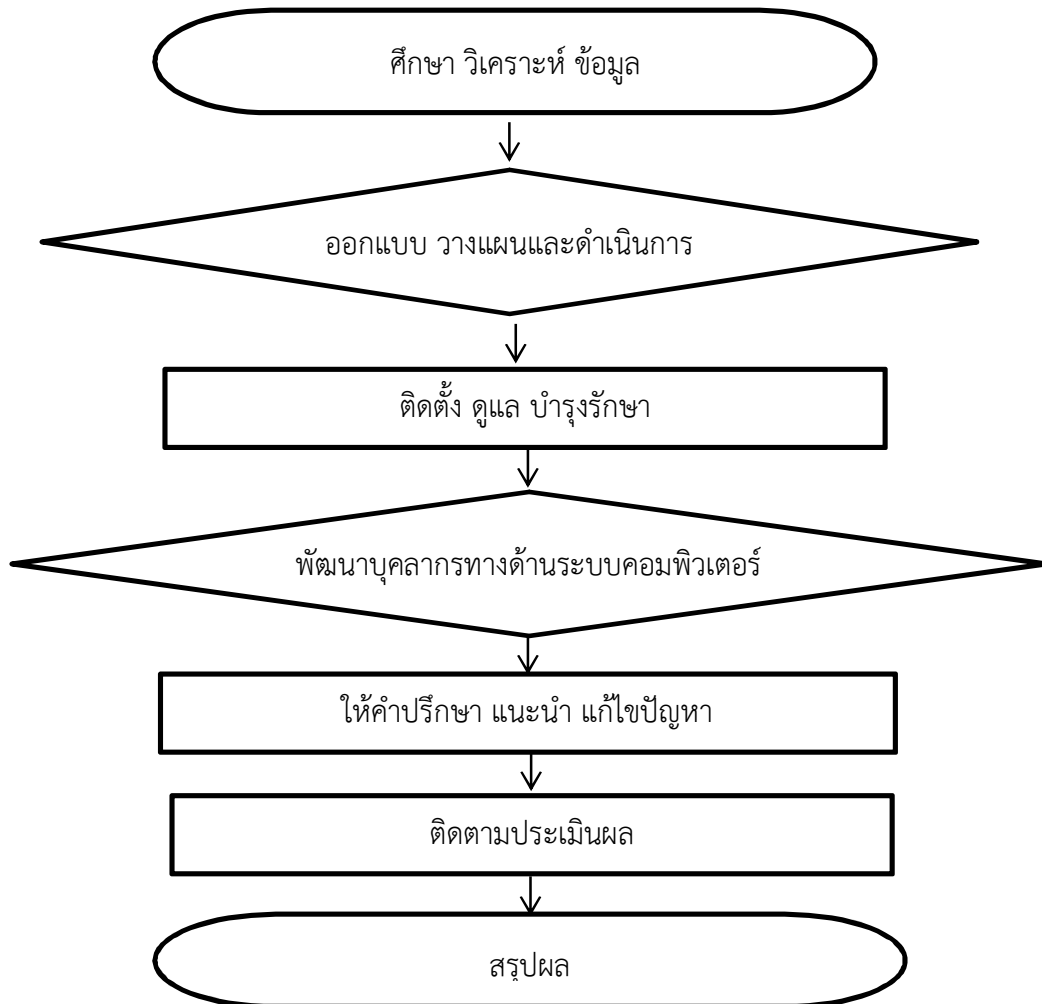 ศึกษา วิเคราะห์ ข้อมูล
ออกแบบ วางแผนและดำเนินการ
ติดตั้ง ดูแล บำรุงรักษา
พัฒนาบุคลากรทางด้านระบบคอมพิวเตอร์
ให้คำปรึกษา แนะนำ แก้ไขปัญหา
ติดตามประเมินผล
สรุปผล